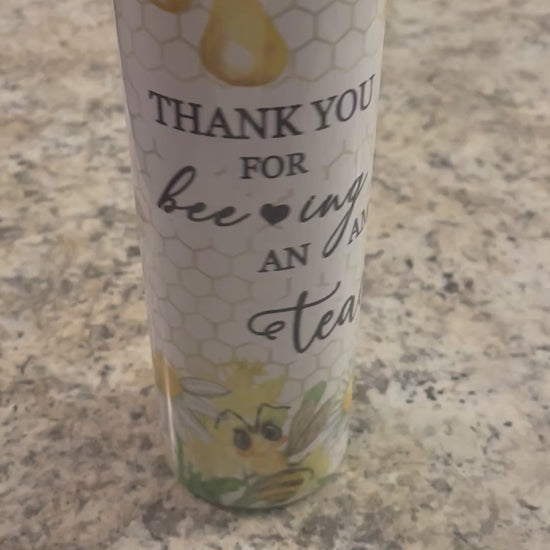 THANK YOU
FOR
bee♥ing
AN